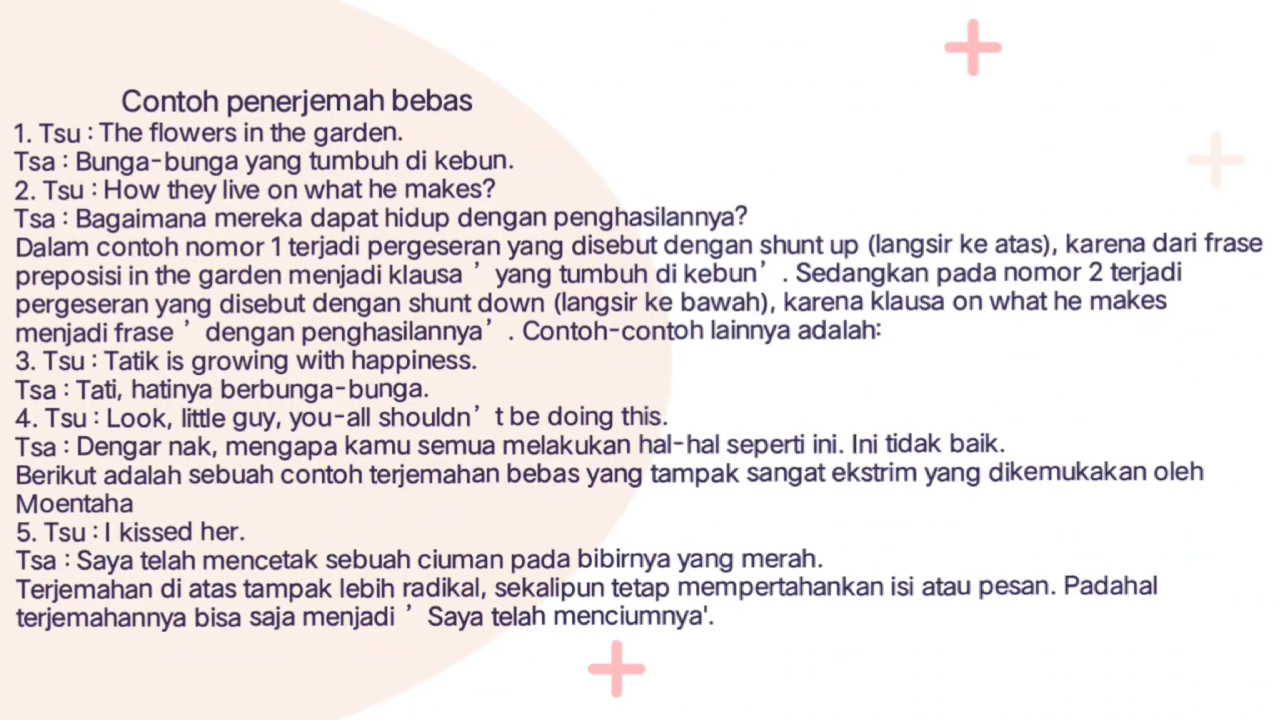 Contoh penerjemah bebas
1. Tsu : The flowers in the garden.
Tsa : Bunga-bunga yang tumbuh di kebun.
2. Tsu : How they live on what he makes?
Tsa : Bagaimana mereka dapat hidup dengan penghasilannya?
Dalam contoh nomor 1 terjadi pergeseran yang disebut dengan shunt up (langsir ke atas), karena dari frase
preposisi in the garden menjadi klausa ’ yang tumbuh di kebun’ . Sedangkan pada nomor 2 terjadi
pergeseran yang disebut dengan shunt down (langsir ke bawah), karena klausa on what he makes
menjadi frase ’ dengan penghasilannya’ . Contoh-contoh lainnya adalah:
3. Tsu : Tatik is growing with happiness.
Tsa : Tati, hatinya berbunga-bunga.
4. Tsu : Look, little guy, you-all shouldn’ t be doing this.
Tsa : Dengar nak, mengapa kamu semua melakukan hal-hal seperti ini. Ini tidak baik.
Berikut adalah sebuah contoh terjemahan bebas yang tampak sangat ekstrim yang dikemukakan oleh
Moentaha
5. Tsu : I kissed her.
Tsa : Saya telah mencetak sebuah ciuman pada bibirnya yang merah.
Terjemahan di atas tampak lebih radikal, sekalipun tetap mempertahankan isi atau pesan. Padahal
terjemahannya bisa saja menjadi ’ Saya telah menciumnya'.